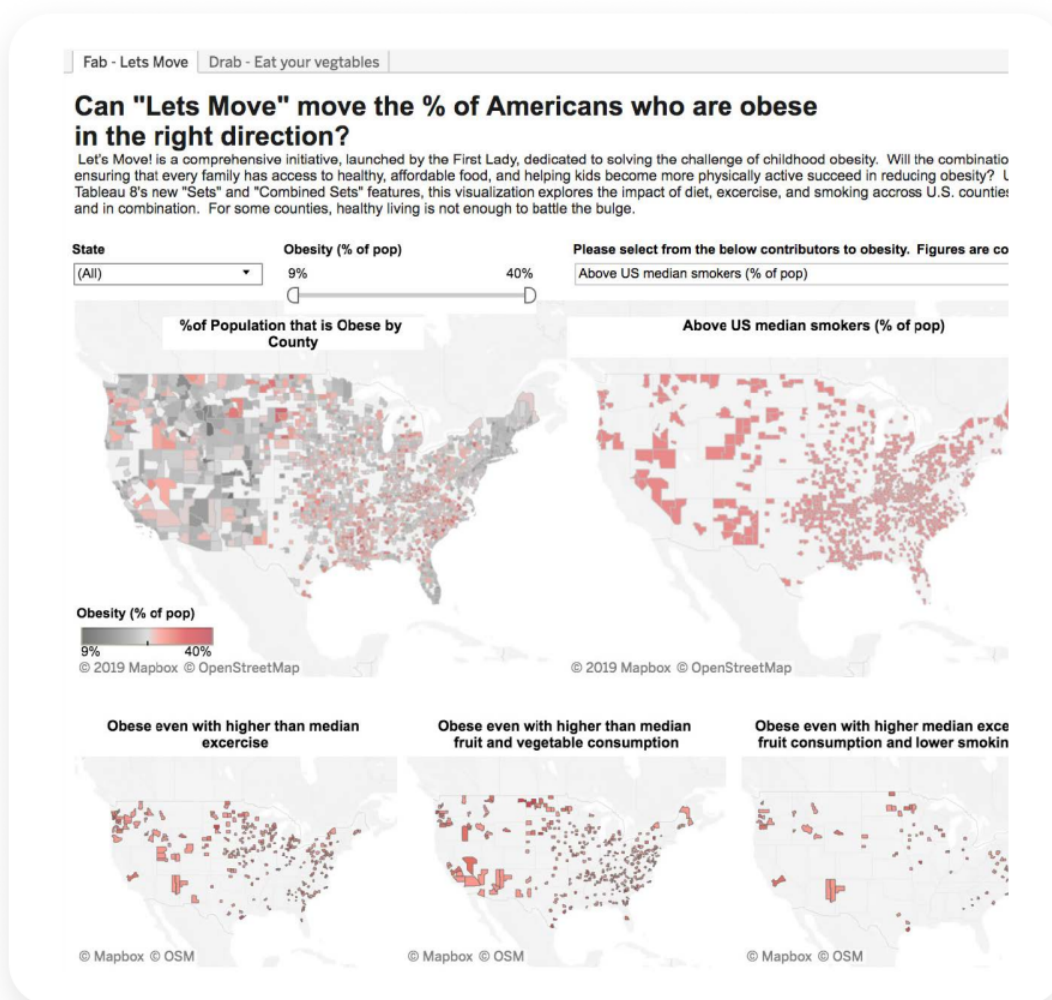 Fab - Lets Move
Drab - Eat your vegtables
Can "Lets Move" move the % of Americans who are obese
in the right direction?
Let's Move! is a comprehensive initiative, launched by the First Lady, dedicated to solving the challenge of childhood obesity. Will the combinatio
ensuring that every family has access to healthy, affordable food, and helping kids become more physically active succeed in reducing obesity? U
Tableau 8's new "Sets" and "Combined Sets" features, this visualization explores the impact of diet, excercise, and smoking accross U.S. counties
and in combination. For some counties, healthy living is not enough to battle the bulge.
State
Obesity (% of pop)
Please select from the below contributors to obesity. Figures are co
(All)
9%
40%
Above US median smokers (% of pop)
%of Population that is Obese by
County
Above US median smokers (% of pop)
Obesity (% of pop)
9%
40%
© 2019 Mapbox © OpenStreetMap
© 2019 Mapbox © OpenStreetMap
Obese even with higher than median
excercise
Obese even with higher than median
fruit and vegetable consumption
Obese even with higher median exce
fruit consumption and lower smokin
© Mapbox © OSM
© Mapbox © OSM
© Mapbox © OSM